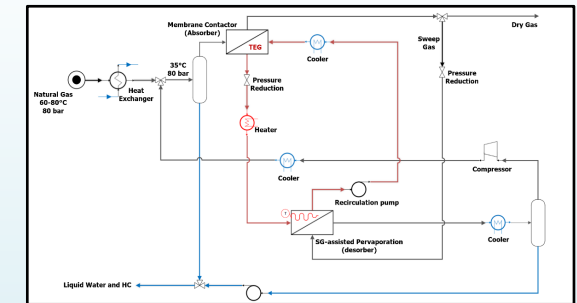 Membrane Contactor
(Absorber)
TEG
Cooler
Dry Gas
Sweep
Gas
Pressure
Reduction
35°C
80 bar
Pressure
Reduction
Natural Gas
60-80°C
80 bar
Heat
Exchanger
Heater
Cooler
Compressor
Recirculation pump
SG-assisted Pervaporation
(desorber)
Cooler
Liquid Water and HC